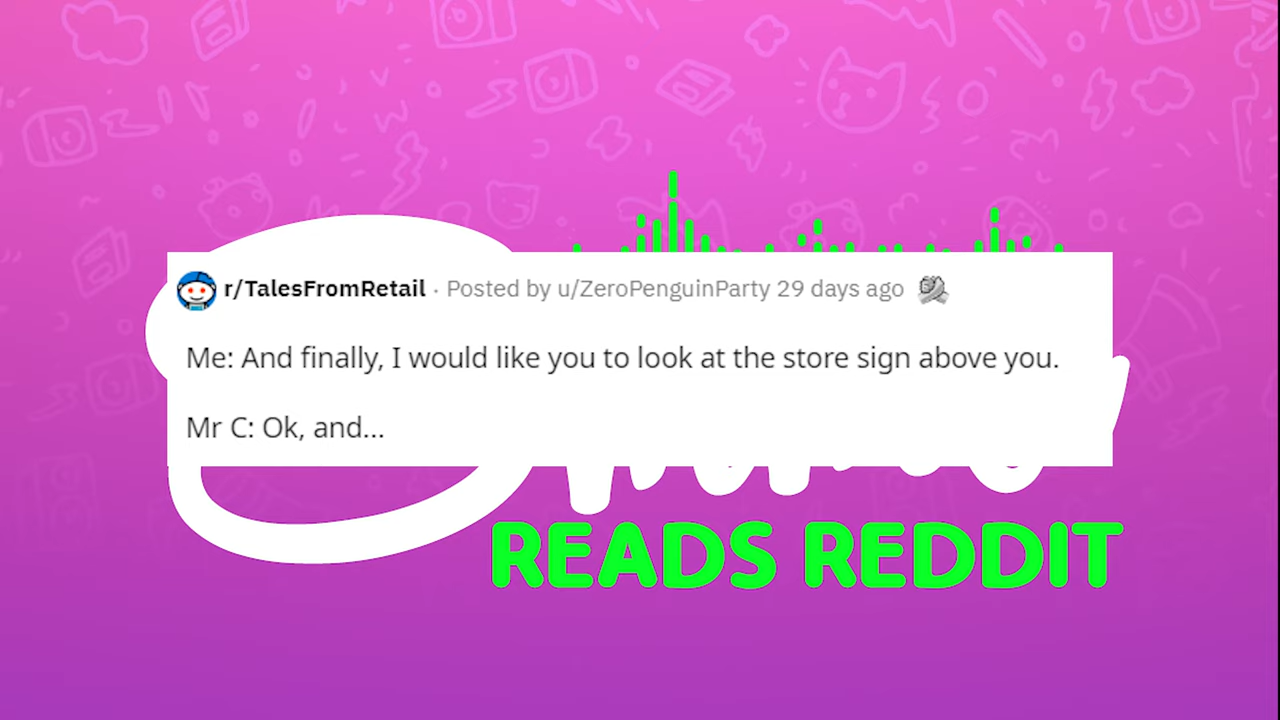 r/TalesFromRetail · Posted by u/ZeroPenguinParty 29 days ago
Me: And finally, I would like you to look at the store sign above you.
Mr C: Ok, and...
READS REDDIT